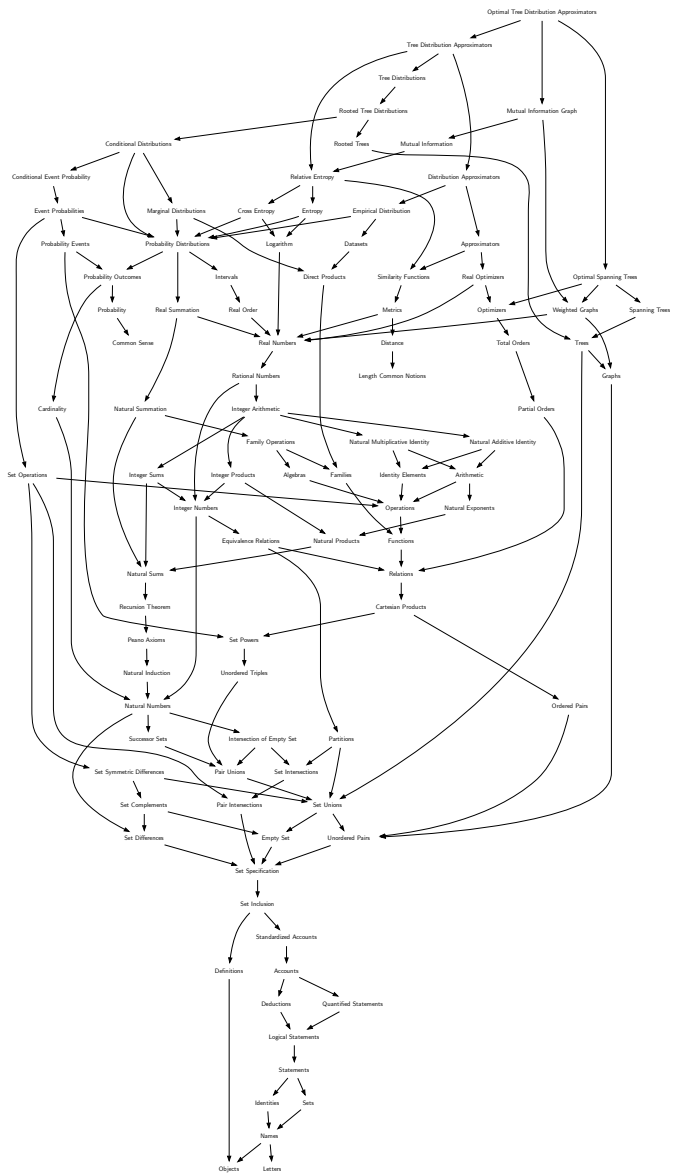 Optimal Tree Distribution Approximators
Tree Distribution Approximators
Tree Distributions
Rooted Tree Distributions
Mutual Information Graph
Conditional Distributions
Rooted Trees
Mutual Information
Conditional Event Probability
Relative Entropy
Distribution Approximators
Event Probabilities
Marginal Distributions
Cross Entropy
Entropy
Empirical Distribution
Probability Events
Probability Distributions
Logarithm
Datasets
Approximators
Probability Outcomes
Intervals
Direct Products
Similarity Functions
Real Optimizers
Optimal Spanning Trees
Probability
Real Summation
Real Order
Metrics
Optimizers
Weighted Graphs
Spanning Trees
Common Sense
Real Numbers
Distance
Total Orders
Trees
Rational Numbers
Length Common Notions
Graphs
Cardinality
Natural Summation
Integer Arithmetic
Partial Orders
Family Operations
Natural Multiplicative Identity
Natural Additive Identity
Set Operations
Integer Sums
Integer Products
Algebras
Families
Identity Elements
Arithmetic
Integer Numbers
Operations
Natural Exponents
Equivalence Relations
Natural Products
Functions
Natural Sums
Relations
Recursion Theorem
Cartesian Products
Peano Axioms
Set Powers
Natural Induction
Unordered Triples
Natural Numbers
Ordered Pairs
Successor Sets
Intersection of Empty Set
Partitions
Set Symmetric Differences
Pair Unions
Set Intersections
Set Complements
Pair Intersections
Set Unions
Set Differences
Empty Set
Unordered Pairs
Set Specification
Set Inclusion
Standardized Accounts
Definitions
Accounts
Deductions
Quantified Statements
Logical Statements
Statements
Identities
Sets
Names
Objects
Letters